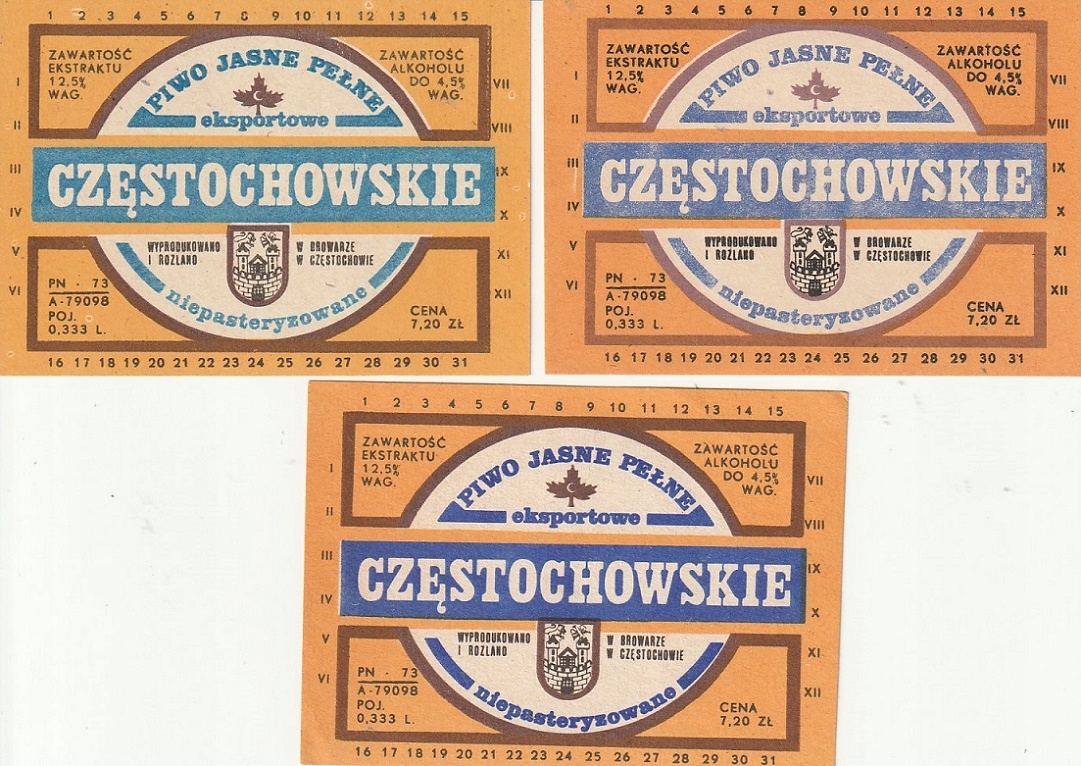 1 2 3 4 5 6 7 8 9 10 11 12 13 14 15
ZAWARTOŚĆ
EKSTRAKTU
12,5%
WAG.
PIWO JASNE PEŁNE
C
eksportowe
ZAWARTOŚĆ
ALKOHOLU
DO 4,5%
WAG.
I
II
III
IV
V
VI
VII
VIII
IX
X
XI
XII
CZĘSTOCHOWSKIE
WYPRODUKOWANO
I ROZLANO
W BROWARZE
W CZĘSTOCHOWIE
niepasteryzowane
PN - 73
A-79098
POJ.
0,333 L.
CENA
7,20 ZŁ
16 17 18 19 20 21 22 23 24 25 26 27 28 29 30 31
1 2 3 4 5 6 7 8 9 10 11 12 13 14 15
ZAWARTOŚĆ
EKSTRAKTU
12,5%
WAG.
PIWO JASNE PEŁNE
C
eksportowe
ZAWARTOŚĆ
ALKOHOLU
DO 4,5%
WAG.
I
II
III
IV
V
VI
VII
VIII
IX
X
XI
XII
CZĘSTOCHOWSKIE
WYPRODUKOWANO
I ROZLANO
W BROWARZE
W CZĘSTOCHOWIE
niepasteryzowane
PN - 73
A-79098
POJ.
0,333 L.
CENA
7,20 ZŁ
16 17 18 19 20 21 22 23 24 25 26 27 28 29 30 31
1 2 3 4 5 6 7 8 9 10 11 12 13 14 15
ZAWARTOŚĆ
EKSTRAKTU
12,5%
WAG.
PIWO JASNE PEŁNE
C
eksportowe
ZAWARTOŚĆ
ALKOHOLU
DO 4,5%
WAG.
I
II
III
IV
V
VI
VII
VIII
IX
X
XI
XII
CZĘSTOCHOWSKIE
WYPRODUKOWANO
I ROZLANO
W BROWARZE
W CZĘSTOCHOWIE
niepasteryzowane
PN - 73
A-79098
POJ.
0,333 L.
CENA
7,20 ZŁ
16 17 18 19 20 21 22 23 24 25 26 27 28 29 30 31